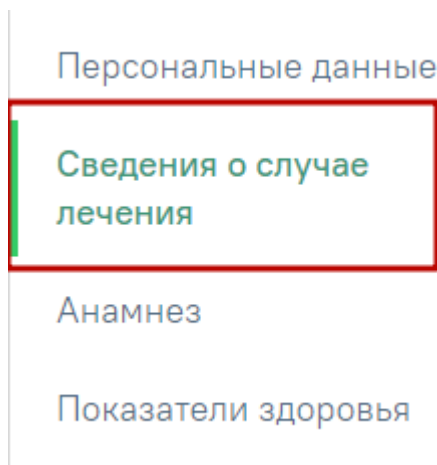 Персональные данные
Сведения о случае
лечения
Анамнез
Показатели здоровья